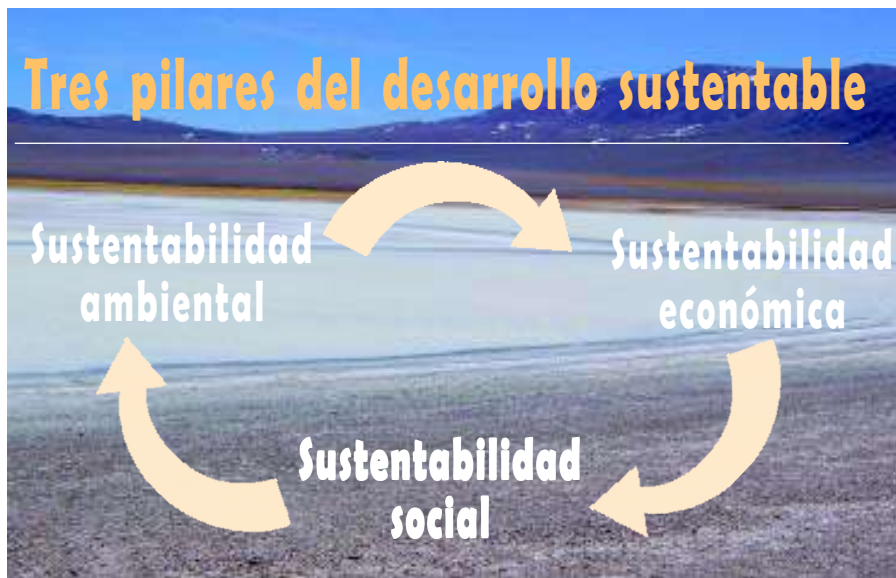 Tres pilares del desarrollo sustentable
Sustentabilidad
ambiental
Sustentabilidad
económica
Sustentabilidad
social